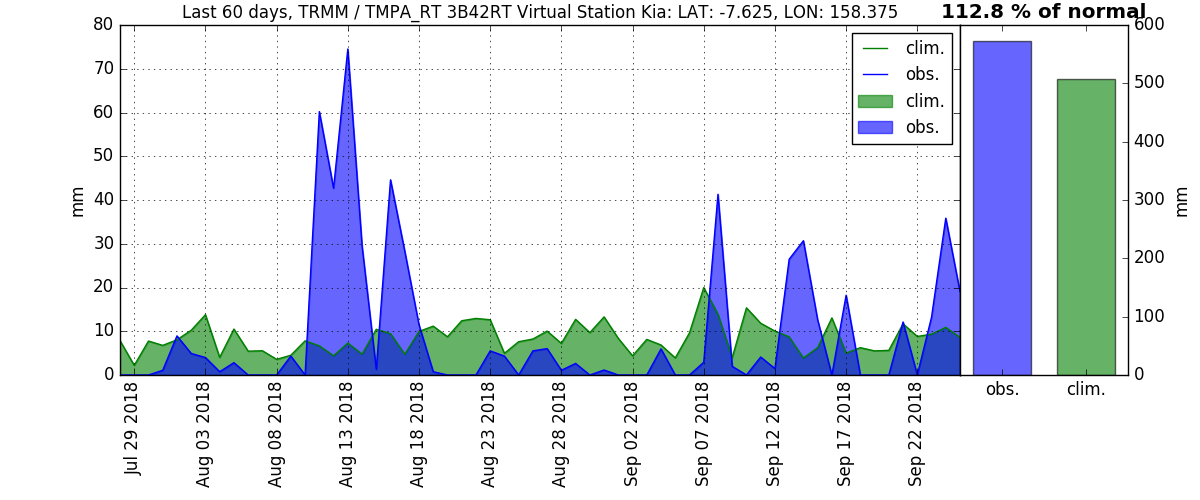 Last 60 days, TRMM / TMPA_RT 3B42RT Virtual Station Kia: LAT: -7.625, LON: 158.375
112.8 % of normal
80
70
60
50
40
30
20
10
0
mm
clim.
obs.
clim.
obs.
600
500
400
300
200
100
0
mm
obs.
clim.
Jul 29 2018
Aug 03 2018
Aug 08 2018
Aug 13 2018
Aug 18 2018
Aug 23 2018
Aug 28 2018
Sep 02 2018
Sep 07 2018
Sep 12 2018
Sep 17 2018
Sep 22 2018